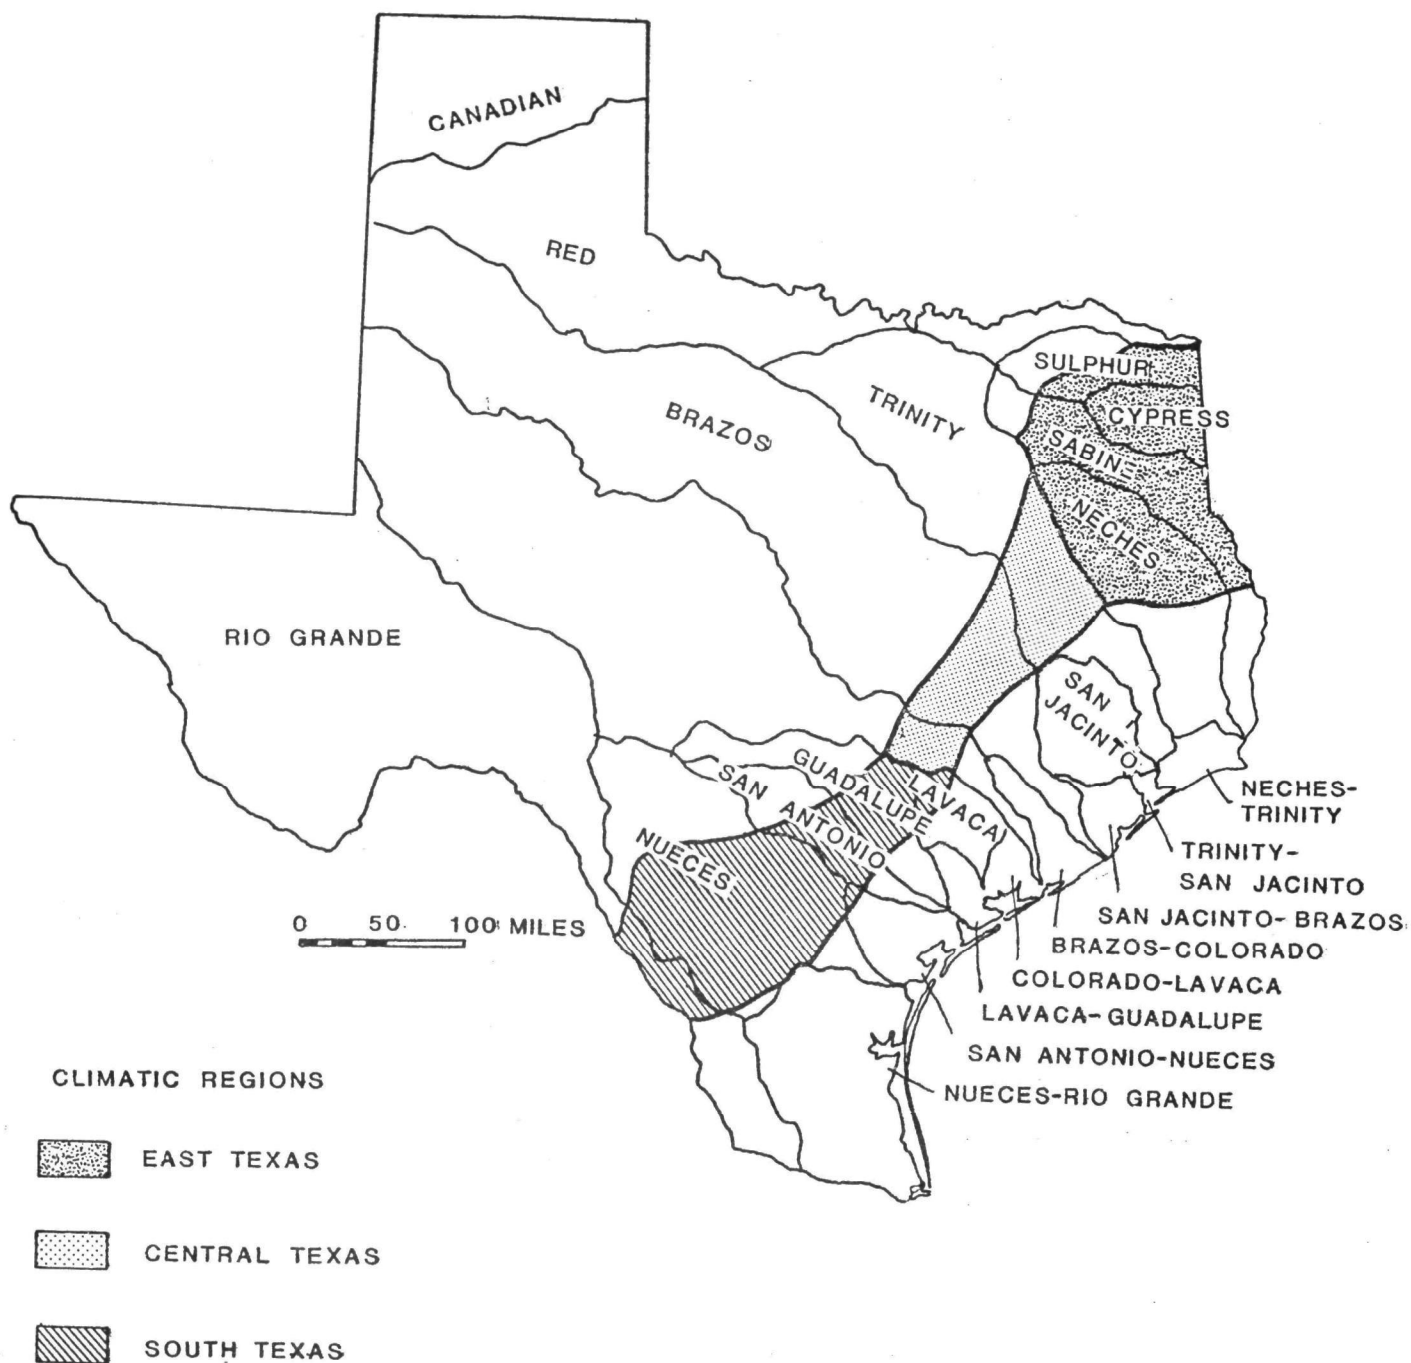 CANADIAN
RED
SULPHUR
TRINITY
BRAZOS
CYPRESS
SABINE
NECHES
RIO GRANDE
SAN
JACINTO
GUADALUPE
SAN ANTONIO
LAVACA
NUECES
NECHES-
TRINITY
TRINITY-
SAN JACINTO
SAN JACINTO-BRAZOS
BRAZOS-COLORADO
COLORADO-LAVACA
LAVACA-GUADALUPE
SAN ANTONIO-NUECES
NUECES-RIO GRANDE
0 50 100 MILES
CLIMATIC REGIONS
EAST TEXAS
CENTRAL TEXAS
SOUTH TEXAS